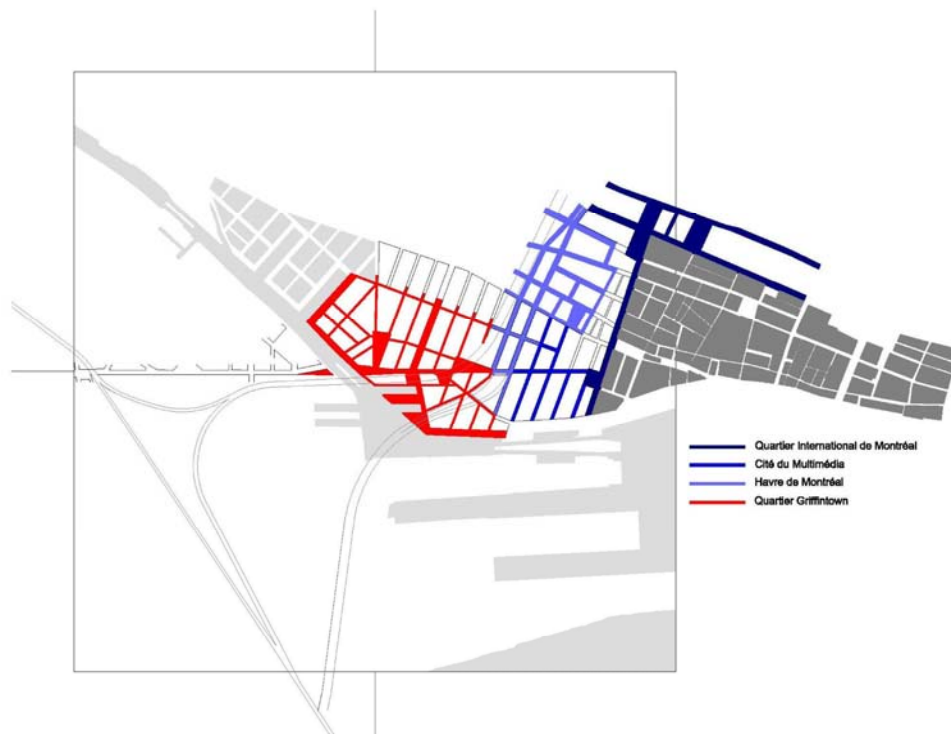 Quartier International de Montréal
Cité du Multimédia
Havre de Montréal
Quartier Griffintown